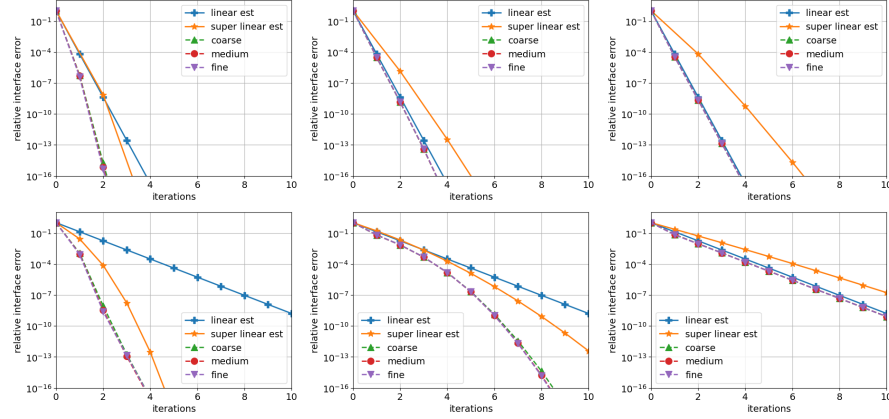 relative interface error
10^-1
10^-4
10^-7
10^-10
10^-13
10^-16
0 2 4 6 8 10
iterations
linear est
super linear est
coarse
medium
fine
relative interface error
10^-1
10^-4
10^-7
10^-10
10^-13
10^-16
0 2 4 6 8 10
iterations
linear est
super linear est
coarse
medium
fine
relative interface error
10^-1
10^-4
10^-7
10^-10
10^-13
10^-16
0 2 4 6 8 10
iterations
linear est
super linear est
coarse
medium
fine
relative interface error
10^-1
10^-4
10^-7
10^-10
10^-13
10^-16
0 2 4 6 8 10
iterations
linear est
super linear est
coarse
medium
fine
relative interface error
10^-1
10^-4
10^-7
10^-10
10^-13
10^-16
0 2 4 6 8 10
iterations
linear est
super linear est
coarse
medium
fine
relative interface error
10^-1
10^-4
10^-7
10^-10
10^-13
10^-16
0 2 4 6 8 10
iterations
linear est
super linear est
coarse
medium
fine